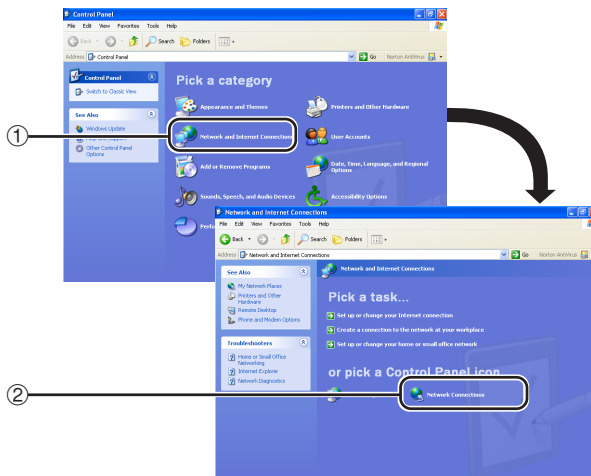 Control Panel
File Edit View Favorites Tools Help
Back Search Folders
Address Control Panel Go Norton AntiVirus
Control Panel
Switch to Classic View
See Also
Windows Update
Help and Support
Other Control Panel
Options
Pick a category
Appearance and Themes
Printers and Other Hardware
Network and Internet Connections
User Accounts
Add or Remove Programs
Date, Time, Language, and Regional
Options
Sounds, Speech, and Audio Devices
Accessibility Options
Perfo
①
Network and Internet Connections
File Edit View Favorites Tools Help
Back Search Folders
Address Network and Internet Connections Go Norton AntiVirus
See Also
My Network Places
Printers and Other
Hardware
Remote Desktop
Phone and Modem Options
Troubleshooters
Home or Small Office
Networking
Internet Explorer
Network Diagnostics
Network and Internet Connections
Pick a task...
Set up or change your Internet connection
Create a connection to the network at your workplace
Set up or change your home or small office network
or pick a Control Panel icon
Network Connections
②